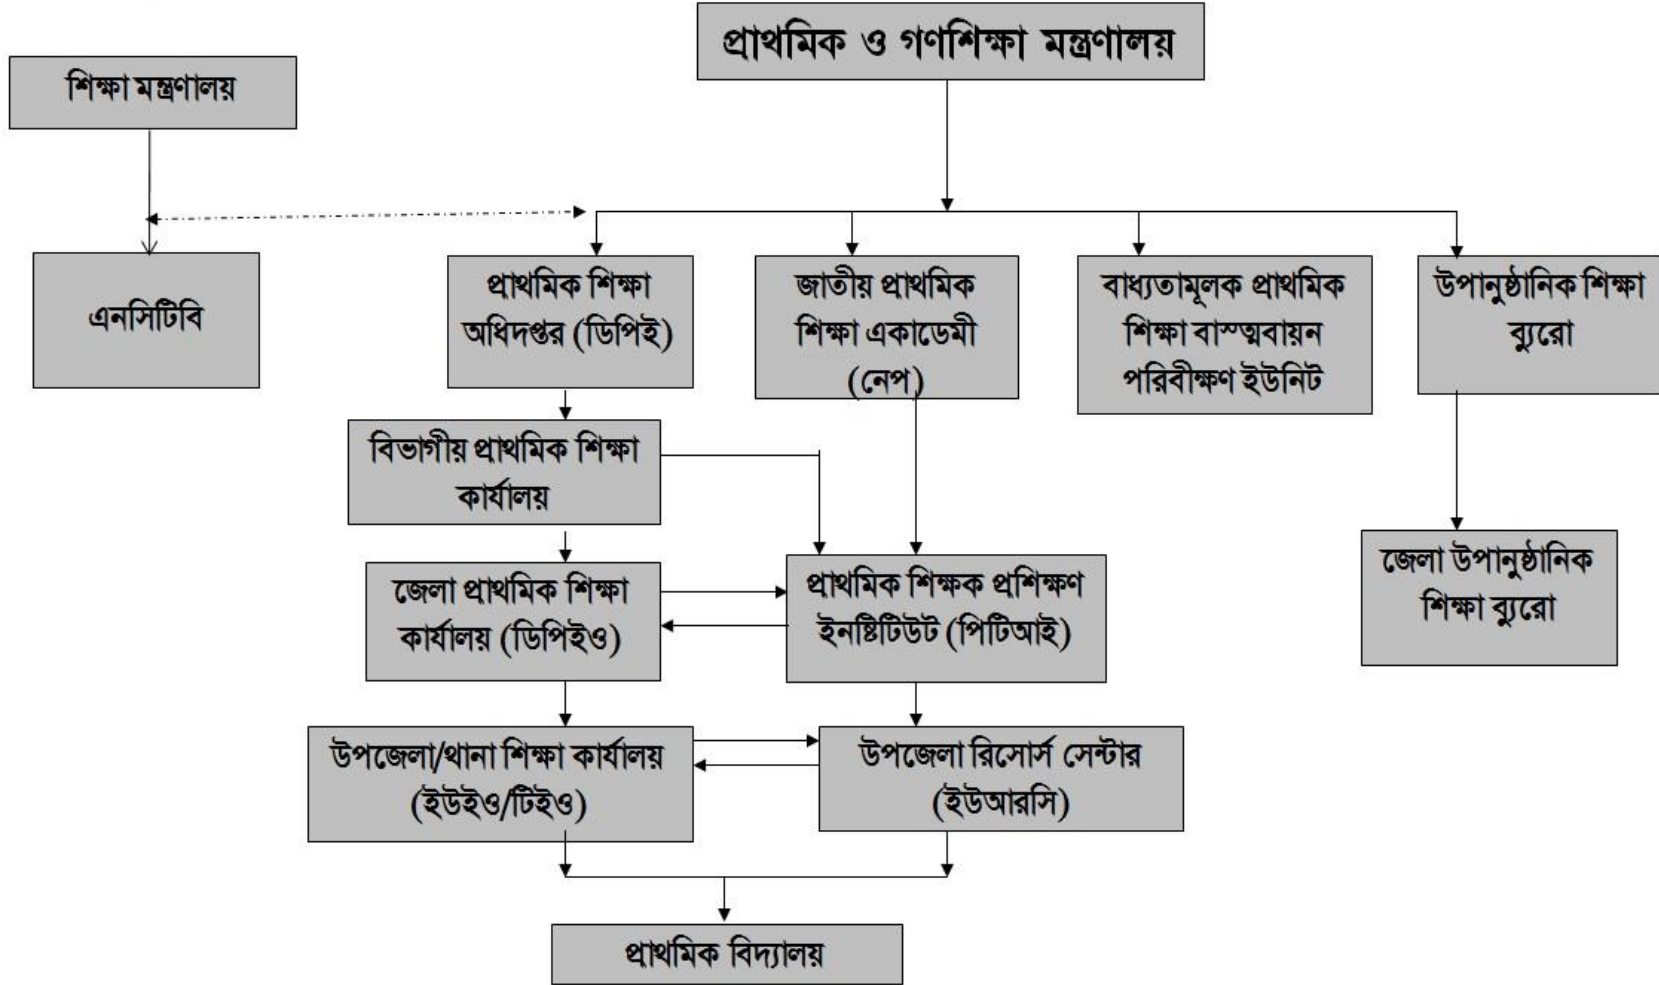 প্রাথমিক ও গণশিক্ষা মন্ত্রণালয়
শিক্ষা মন্ত্রণালয়
এনসিটিবি
প্রাথমিক শিক্ষা
অধিদপ্তর (ডিপিই)
জাতীয় প্রাথমিক
শিক্ষা একাডেমী
(নেপ)
বাধ্যতামূলক প্রাথমিক
শিক্ষা বাস্ত্মবায়ন
পরিবীক্ষণ ইউনিট
উপানুষ্ঠানিক শিক্ষা
ব্যুরো
বিভাগীয় প্রাথমিক শিক্ষা
কার্যালয়
জেলা প্রাথমিক শিক্ষা
কার্যালয় (ডিপিইও)
প্রাথমিক শিক্ষক প্রশিক্ষণ
ইনষ্টিটিউট (পিটিআই)
জেলা উপানুষ্ঠানিক
শিক্ষা ব্যুরো
উপজেলা/থানা শিক্ষা কার্যালয়
(ইউইও/টিইও)
উপজেলা রিসোর্স সেন্টার
(ইউআরসি)
প্রাথমিক বিদ্যালয়